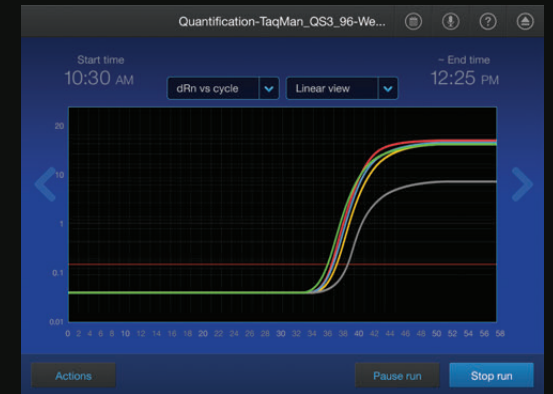 Quantification-TaqMan_QS3_96-We...
?
Start time
10:30 AM
~ End time
12:25 PM
dRn vs cycle
Linear view
20
10
1
0.1
0.01
0 2 4 6 8 10 12 14 16 18 20 22 24 26 28 30 32 34 36 38 40 42 44 46 48 50 52 54 56 58
Actions
Pause run
Stop run